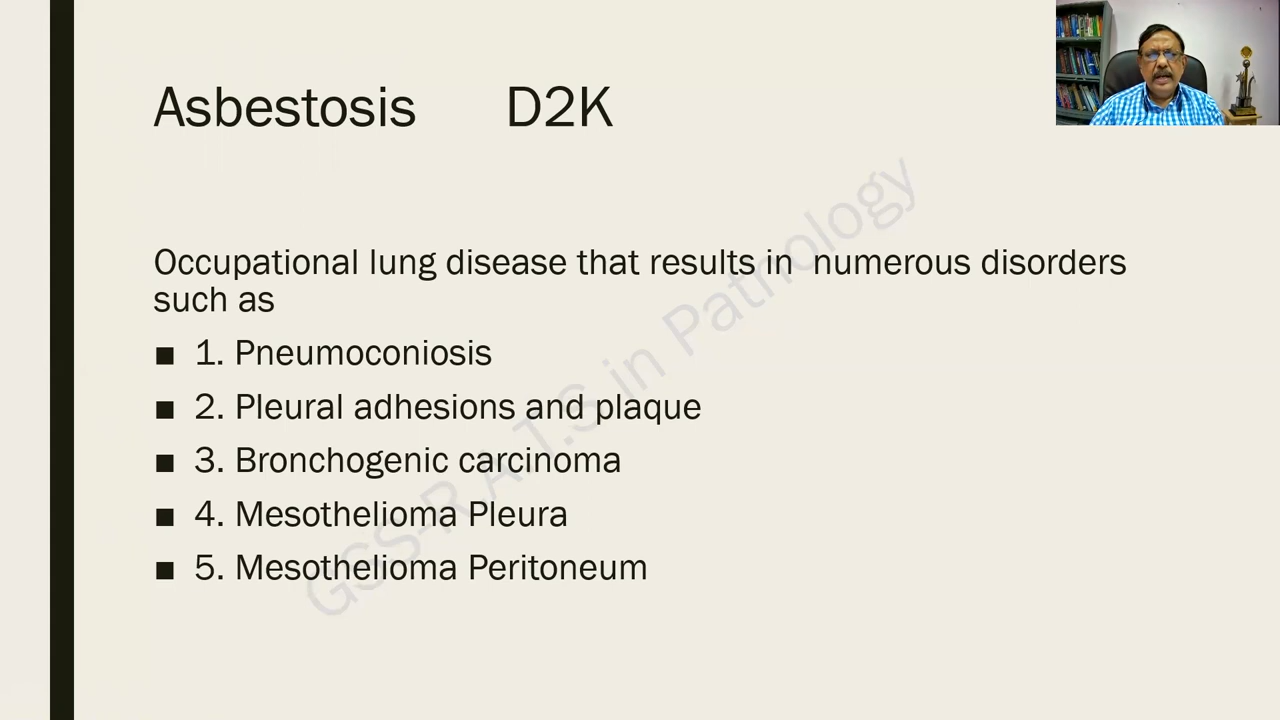 Asbestosis D2K
Occupational lung disease that results in numerous disorders
such as
■ 1. Pneumoconiosis
■ 2. Pleural adhesions and plaque
■ 3. Bronchogenic carcinoma
■ 4. Mesothelioma Pleura
■ 5. Mesothelioma Peritoneum
GSS-R.A.T.S in Pathology